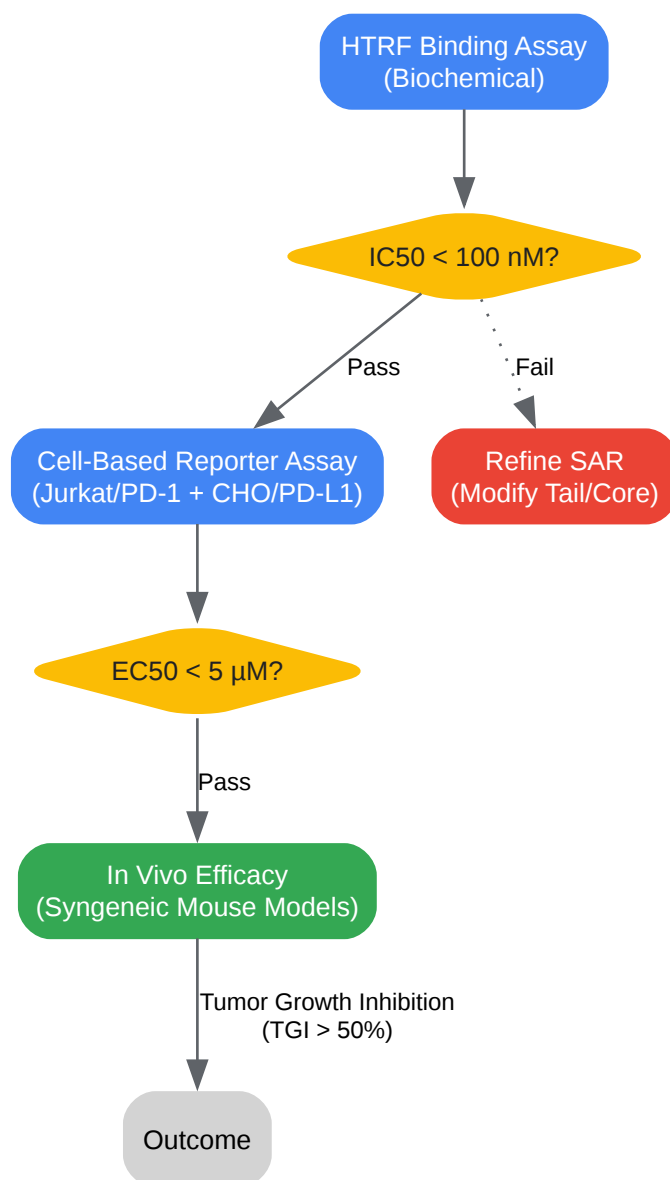 HTRF Binding Assay
(Biochemical)
IC50 < 100 nM?
Pass
Fail
Cell-Based Reporter Assay
(Jurkat/PD-1 + CHO/PD-L1)
Refine SAR
(Modify Tail/Core)
EC50 < 5 µM?
Pass
In Vivo Efficacy
(Syngeneic Mouse Models)
Tumor Growth Inhibition
(TGI > 50%)
Outcome